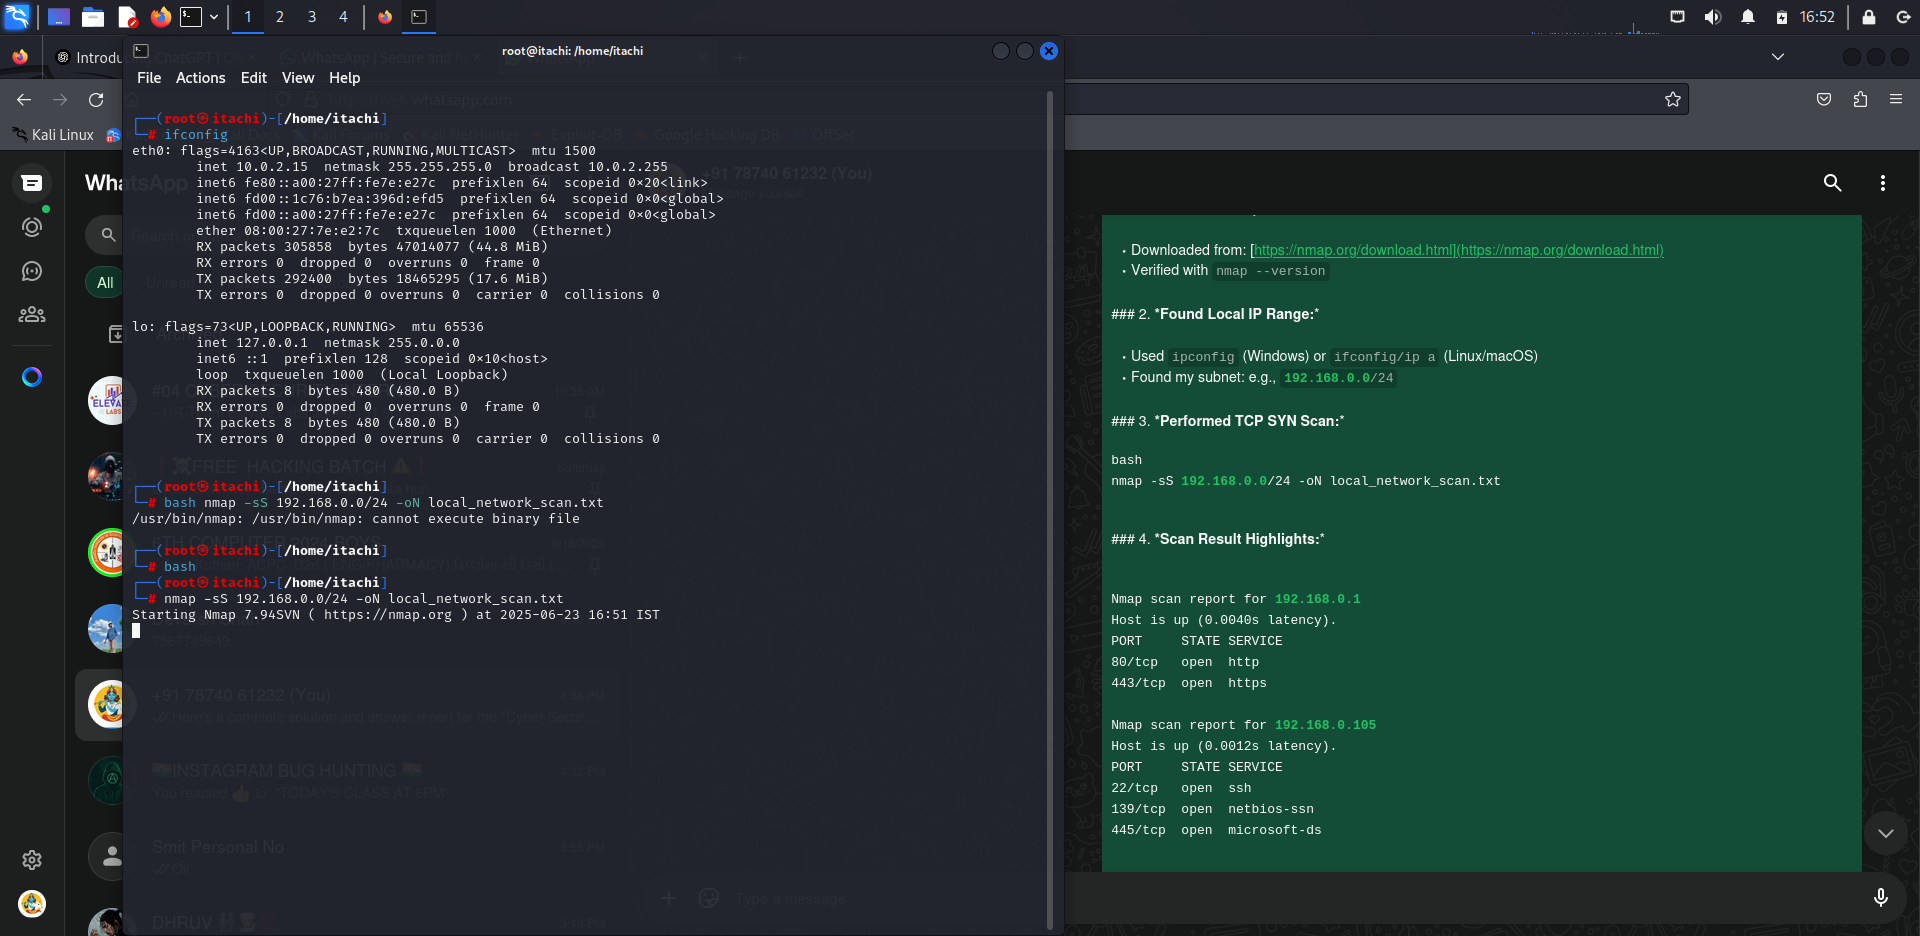 1 2 3 4
16:52
root@itachi: /home/itachi
File Actions Edit View Help
Kali Linux
WhatsApp
All
┌──(root㉿itachi)-[/home/itachi]
└─# ifconfig
eth0: flags=4163<UP,BROADCAST,RUNNING,MULTICAST>  mtu 1500
        inet 10.0.2.15  netmask 255.255.255.0  broadcast 10.0.2.255
        inet6 fe80::a00:27ff:fe7e:e27c  prefixlen 64  scopeid 0×20<link>
        inet6 fd00::1c76:b7ea:396d:efd5  prefixlen 64  scopeid 0×0<global>
        inet6 fd00::a00:27ff:fe7e:e27c  prefixlen 64  scopeid 0×0<global>
        ether 08:00:27:7e:e2:7c  txqueuelen 1000  (Ethernet)
        RX packets 305858  bytes 47014077 (44.8 MiB)
        RX errors 0  dropped 0  overruns 0  frame 0
        TX packets 292400  bytes 18465295 (17.6 MiB)
        TX errors 0  dropped 0 overruns 0  carrier 0  collisions 0
lo: flags=73<UP,LOOPBACK,RUNNING>  mtu 65536
        inet 127.0.0.1  netmask 255.0.0.0
        inet6 ::1  prefixlen 128  scopeid 0×10<host>
        loop  txqueuelen 1000  (Local Loopback)
        RX packets 8  bytes 480 (480.0 B)
        RX errors 0  dropped 0  overruns 0  frame 0
        TX packets 8  bytes 480 (480.0 B)
        TX errors 0  dropped 0 overruns 0  carrier 0  collisions 0
┌──(root㉿itachi)-[/home/itachi]
└─# bash nmap -sS 192.168.0.0/24 -oN local_network_scan.txt
/usr/bin/nmap: /usr/bin/nmap: cannot execute binary file
┌──(root㉿itachi)-[/home/itachi]
└─# bash
┌──(root㉿itachi)-[/home/itachi]
└─# nmap -sS 192.168.0.0/24 -oN local_network_scan.txt
Starting Nmap 7.94SVN ( https://nmap.org ) at 2025-06-23 16:51 IST
+91 78740 61232 (You)
INSTAGRAM BUG HUNTING
Smit Personal No
DHRUV
Type a message
• Downloaded from: [https://nmap.org/download.html](https://nmap.org/download.html)
• Verified with nmap --version
### 2. *Found Local IP Range:*
• Used ipconfig (Windows) or ifconfig/ip a (Linux/macOS)
• Found my subnet: e.g., 192.168.0.0/24
### 3. *Performed TCP SYN Scan:*
bash
nmap -sS 192.168.0.0/24 -oN local_network_scan.txt
### 4. *Scan Result Highlights:*
Nmap scan report for 192.168.0.1
Host is up (0.0040s latency).
PORT     STATE SERVICE
80/tcp   open  http
443/tcp  open  https
Nmap scan report for 192.168.0.105
Host is up (0.0012s latency).
PORT     STATE SERVICE
22/tcp   open  ssh
139/tcp  open  netbios-ssn
445/tcp  open  microsoft-ds